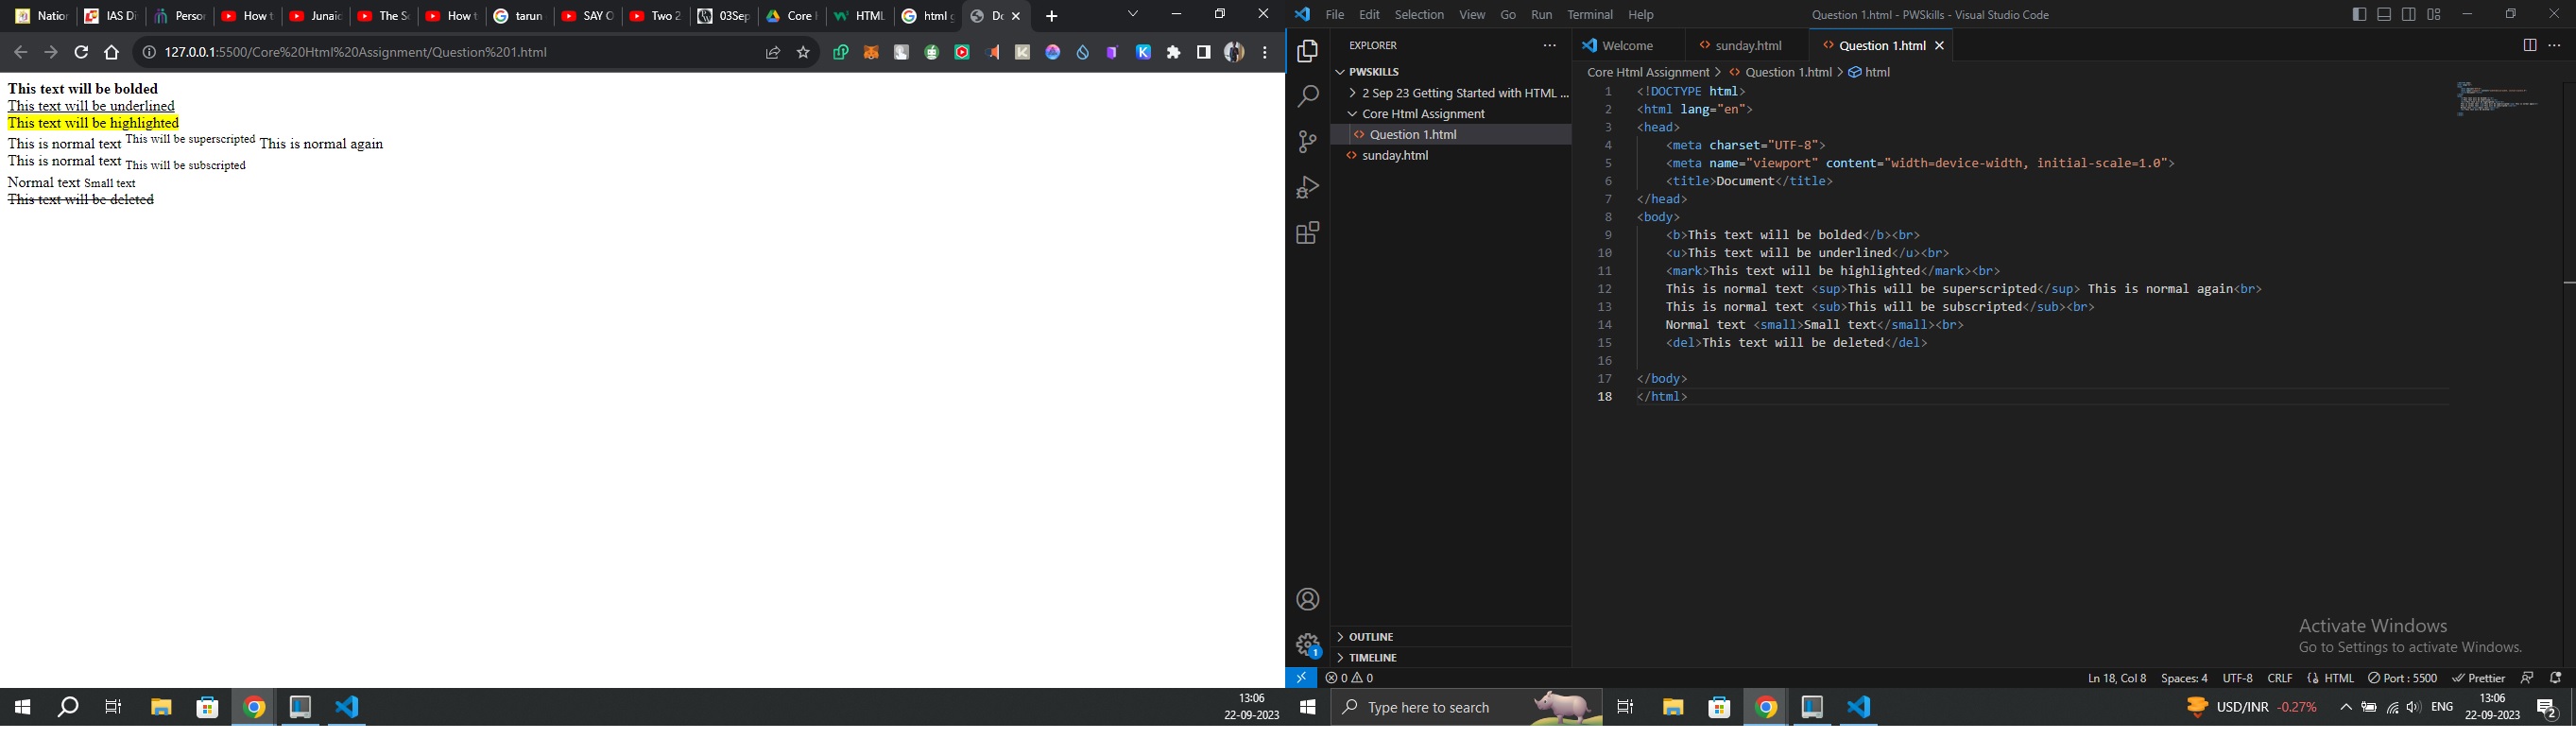 Nation
IAS Di
Person
How t
Junaid
The Sc
How t
tarun
SAY O
Two 2
03Sep
Core H
HTML
html g
Do
127.0.0.1:5500/Core%20Html%20Assignment/Question%201.html
This text will be bolded
This text will be underlined
This text will be highlighted
This is normal text This will be superscripted This is normal again
This is normal text This will be subscripted
Normal text Small text
This text will be deleted
13:06
22-09-2023
File Edit Selection View Go Run Terminal Help
Question 1.html - PWSkills - Visual Studio Code
EXPLORER
PWSKILLS
2 Sep 23 Getting Started with HTML ...
Core Html Assignment
Question 1.html
sunday.html
OUTLINE
TIMELINE
Welcome
sunday.html
Question 1.html
Core Html Assignment > Question 1.html > html
1 <!DOCTYPE html>
2 <html lang="en">
3 <head>
4 <meta charset="UTF-8">
5 <meta name="viewport" content="width=device-width, initial-scale=1.0">
6 <title>Document</title>
7 </head>
8 <body>
9 <b>This text will be bolded</b><br>
10 <u>This text will be underlined</u><br>
11 <mark>This text will be highlighted</mark><br>
12 This is normal text <sup>This will be superscripted</sup> This is normal again<br>
13 This is normal text <sub>This will be subscripted</sub><br>
14 Normal text <small>Small text</small><br>
15 <del>This text will be deleted</del>
16
17 </body>
18 </html>
Activate Windows
Go to Settings to activate Windows.
1
0 0
Ln 18, Col 8 Spaces: 4 UTF-8 CRLF {} HTML Port : 5500 Prettier
Type here to search
USD/INR -0.27%
ENG
13:06
22-09-2023
2